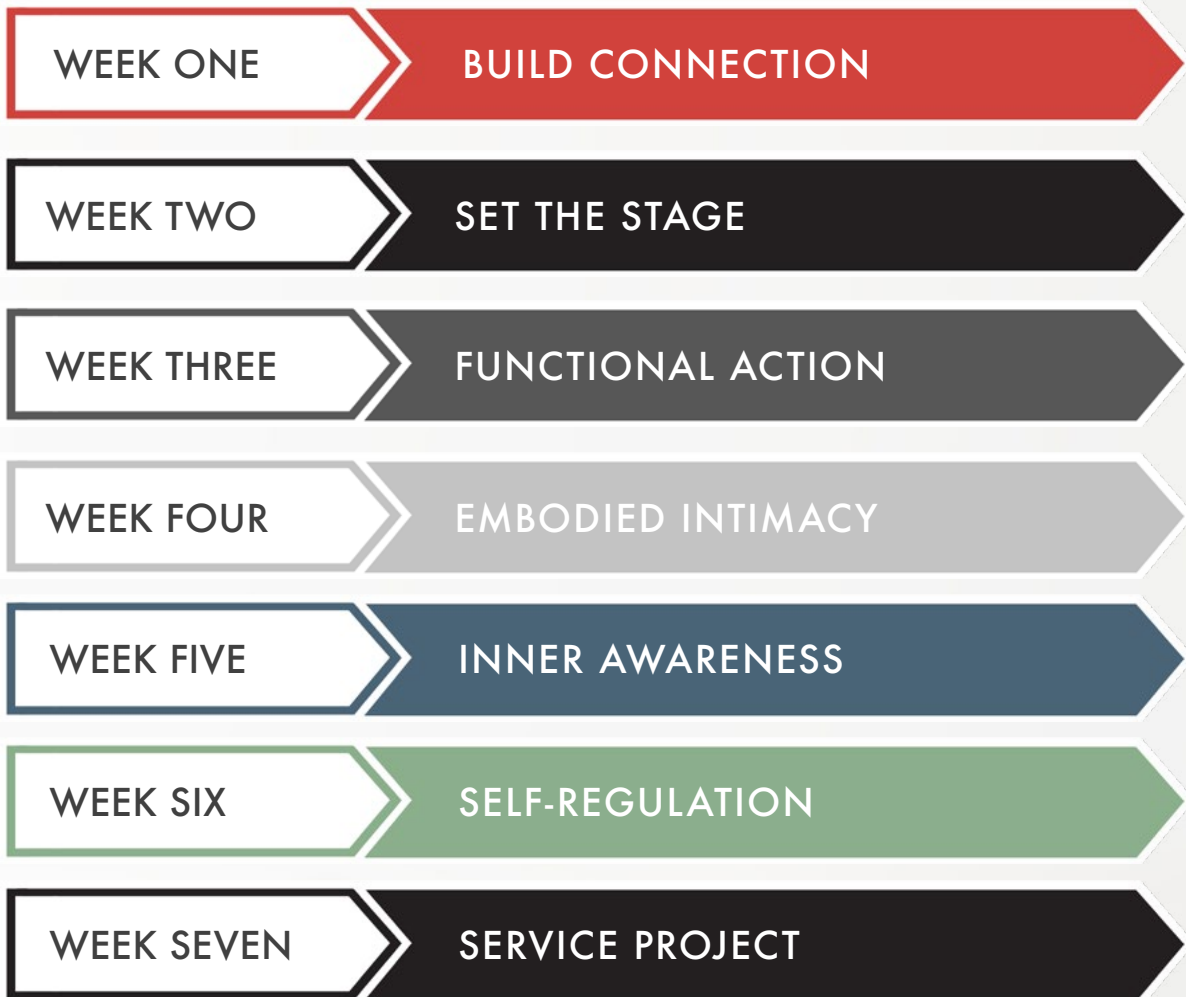 WEEK ONE BUILD CONNECTION
WEEK TWO SET THE STAGE
WEEK THREE FUNCTIONAL ACTION
WEEK FOUR EMBODIED INTIMACY
WEEK FIVE INNER AWARENESS
WEEK SIX SELF-REGULATION
WEEK SEVEN SERVICE PROJECT